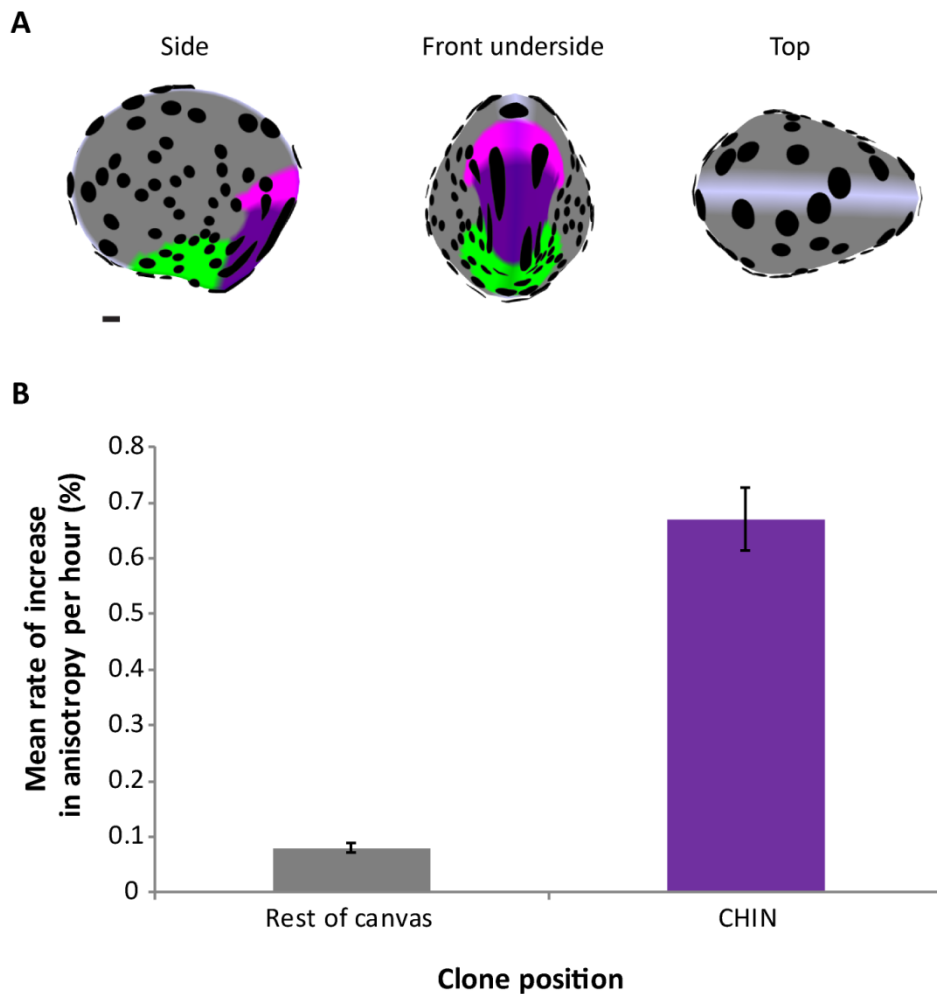 A
Side
Front underside
Top
B
Mean rate of increase
in anisotropy per hour (%)
0.8
0.7
0.6
0.5
0.4
0.3
0.2
0.1
0
Rest of canvas
CHIN
Clone position